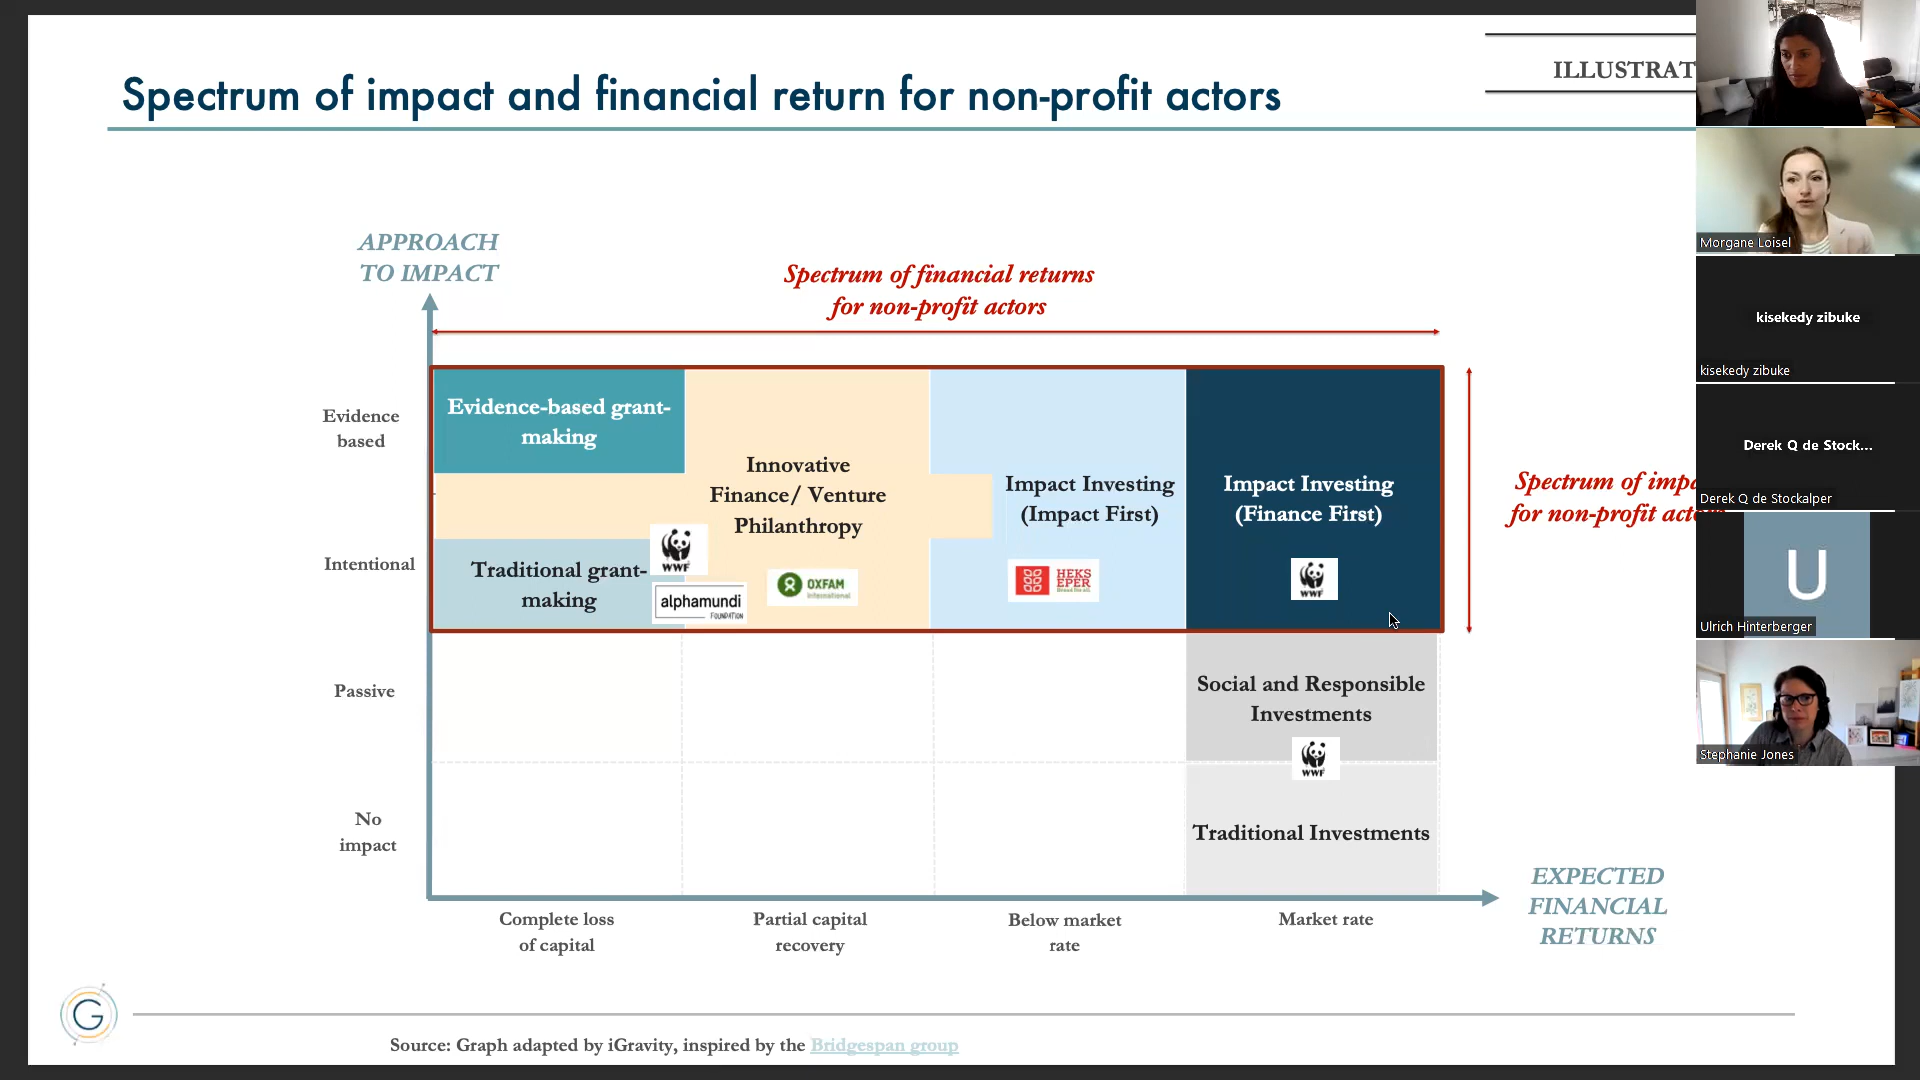 Spectrum of impact and financial return for non-profit actors
ILLUSTRAT
APPROACH
TO IMPACT
Spectrum of financial returns
for non-profit actors
Evidence
based
Intentional
Passive
No
impact
Evidence-based grant-
making
Innovative
Finance/ Venture
Philanthropy
Impact Investing
(Impact First)
Impact Investing
(Finance First)
Traditional grant-
making
WWF
alphamundi
FOUNDATION
OXFAM
International
HEKS
EPER
WWF
Spectrum of impa
for non-profit acto
Social and Responsible
Investments
WWF
Traditional Investments
Complete loss
of capital
Partial capital
recovery
Below market
rate
Market rate
EXPECTED
FINANCIAL
RETURNS
G
Source: Graph adapted by iGravity, inspired by the Bridgespan group
Morgane Loisel
kisekedy zibuke
kisekedy zibuke
Derek Q de Stock...
Derek Q de Stockalper
U
Ulrich Hinterberger
Stephanie Jones